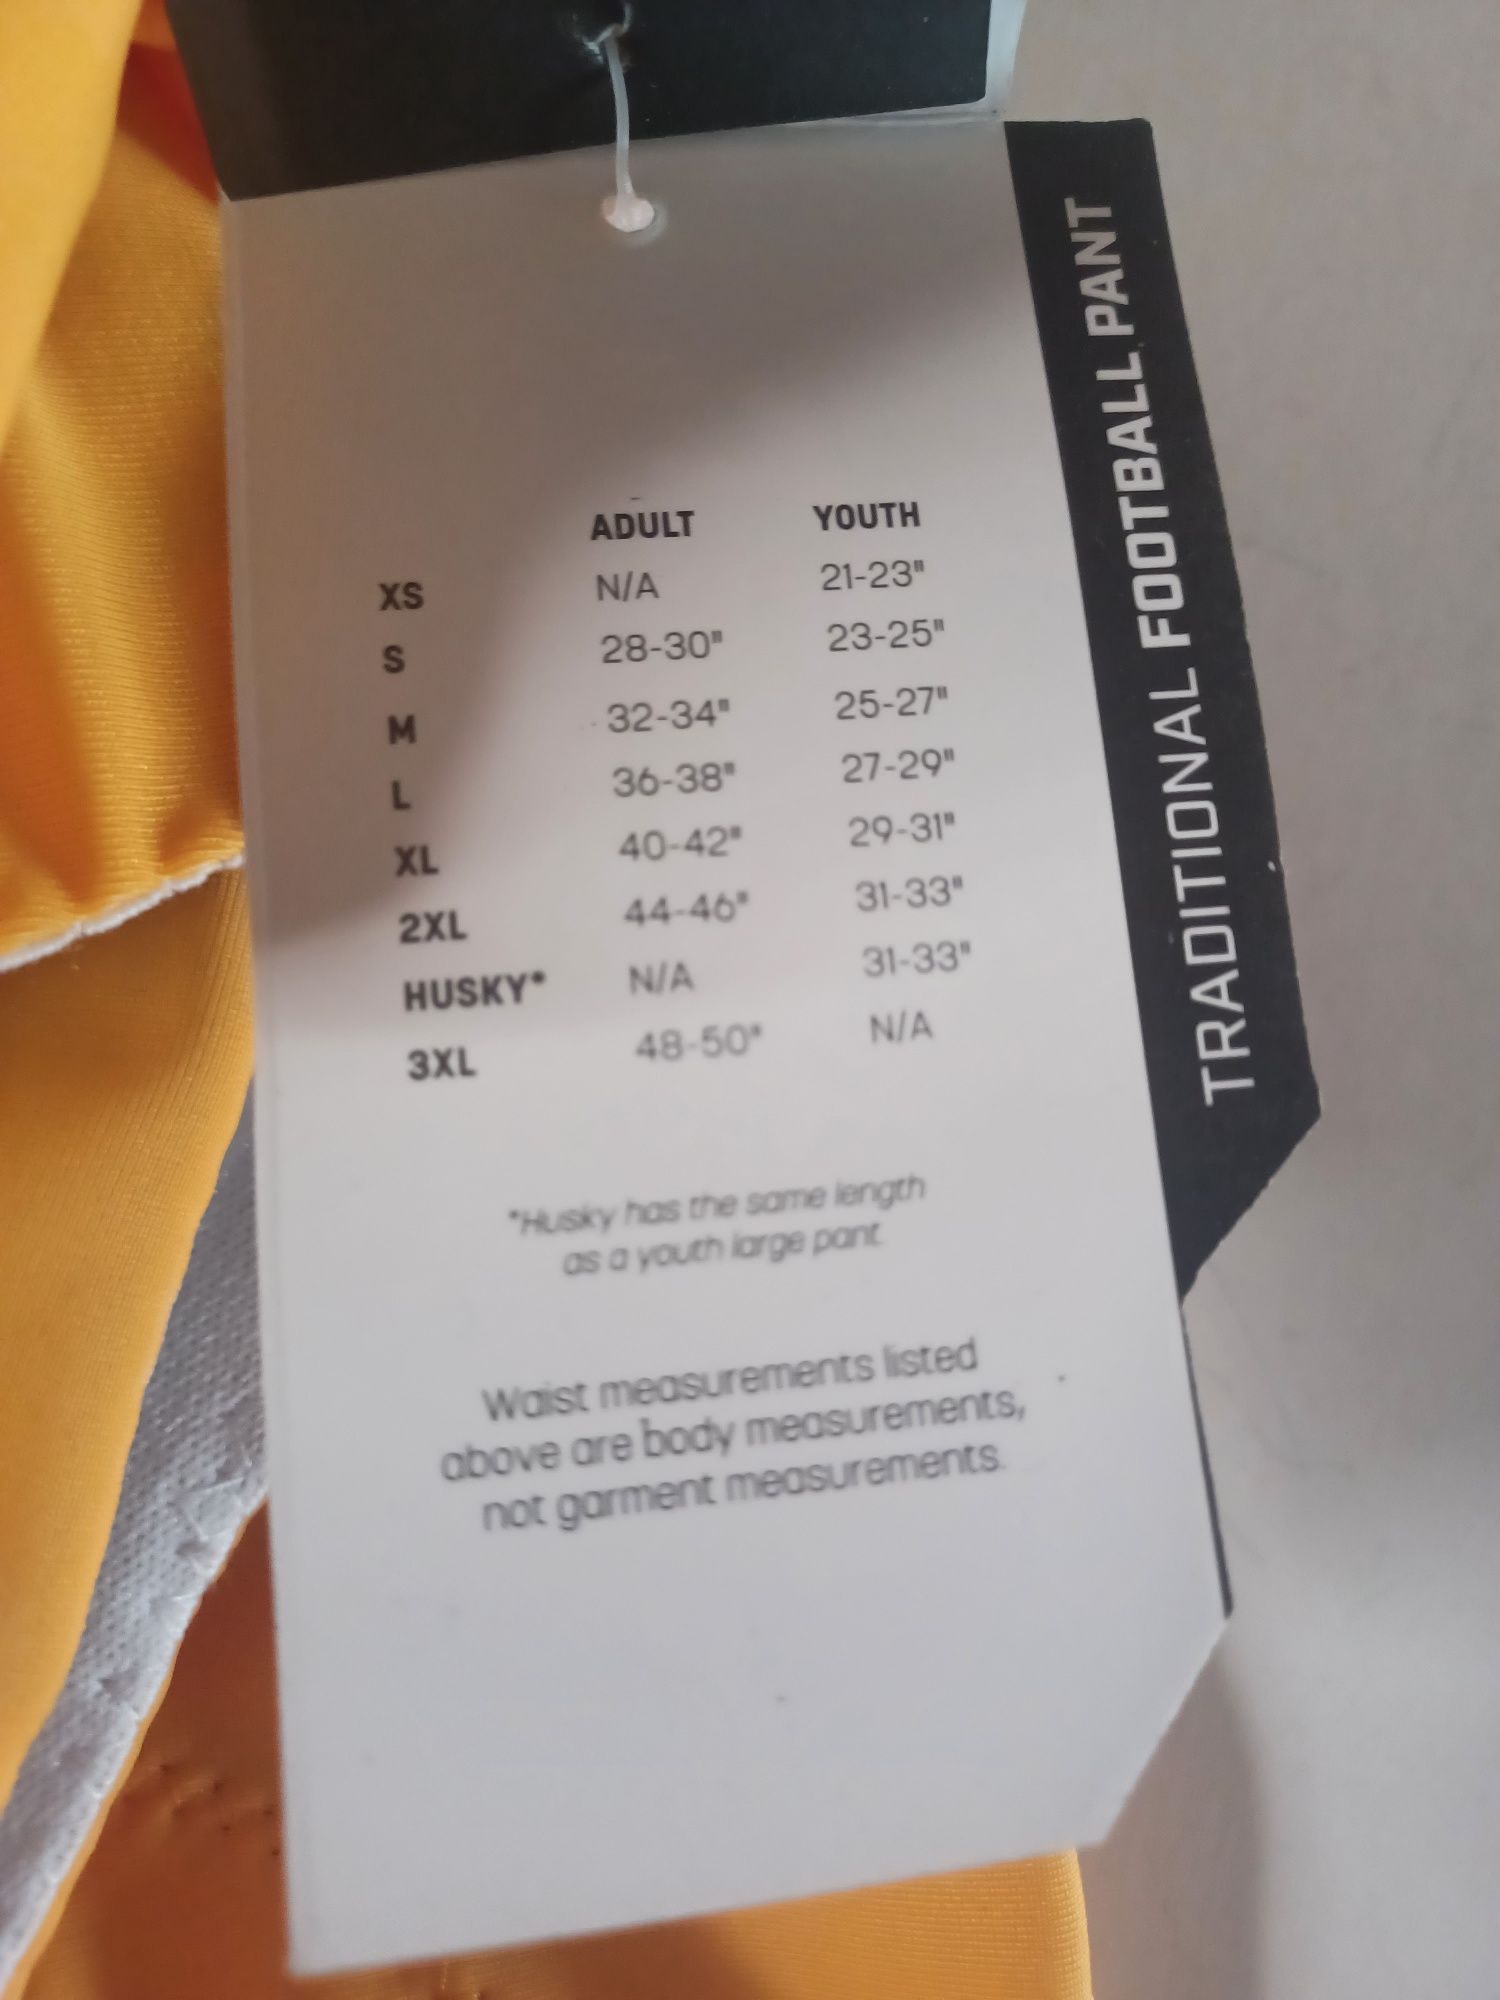 TRADITIONAL FOOTBALL PANT
ADULT YOUTH
XS N/A 21-23"
S 28-30" 23-25"
M 32-34" 25-27"
L 36-38" 27-29"
XL 40-42" 29-31"
2XL 44-46" 31-33"
HUSKY* N/A 31-33"
3XL 48-50" N/A
*Husky has the same length
as a youth large pant.
Waist measurements listed
above are body measurements,
not garment measurements.